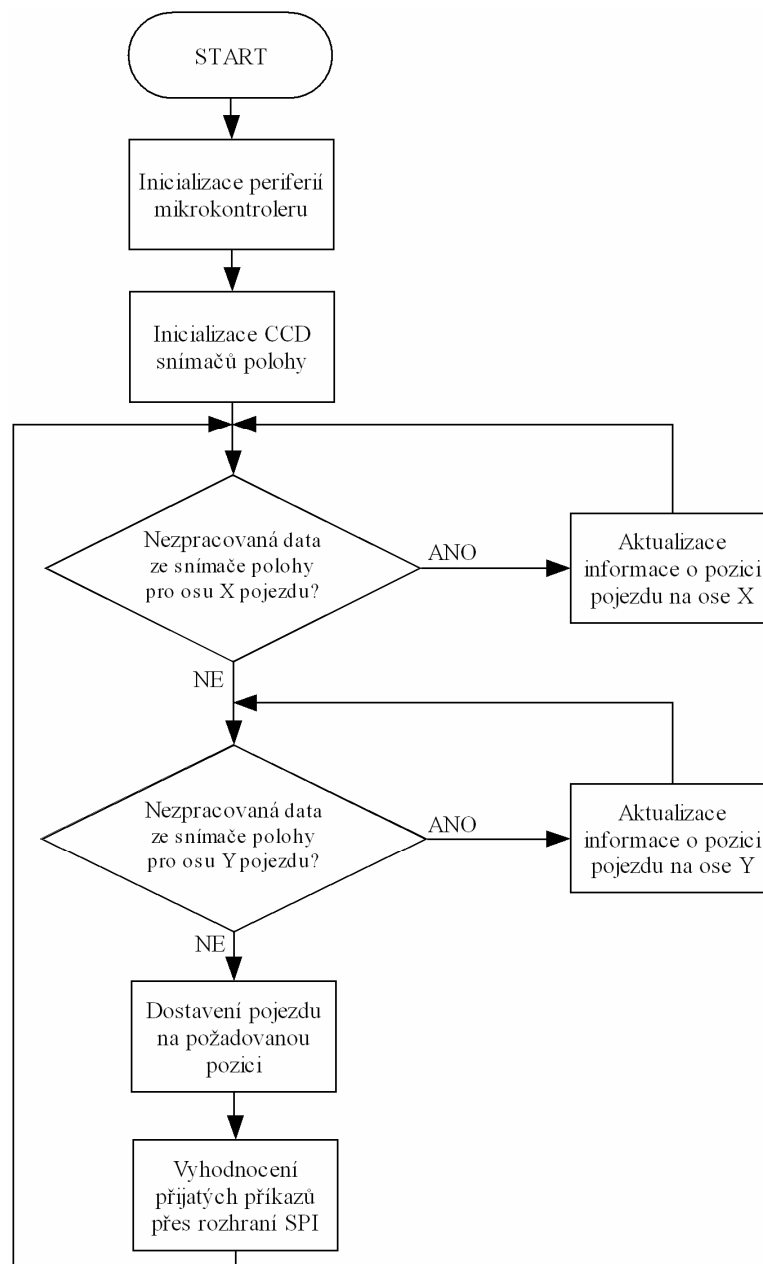 START
Inicializace periferií
mikrokontroleru
Inicializace CCD
snímačů polohy
Nezpracovaná data
ze snímače polohy
pro osu X pojezdu?
ANO
Aktualizace
informace o pozici
pojezdu na ose X
NE
Nezpracovaná data
ze snímače polohy
pro osu Y pojezdu?
ANO
Aktualizace
informace o pozici
pojezdu na ose Y
NE
Dostavení pojezdu
na požadovanou
pozici
Vyhodnocení
přijatých příkazů
přes rozhraní SPI